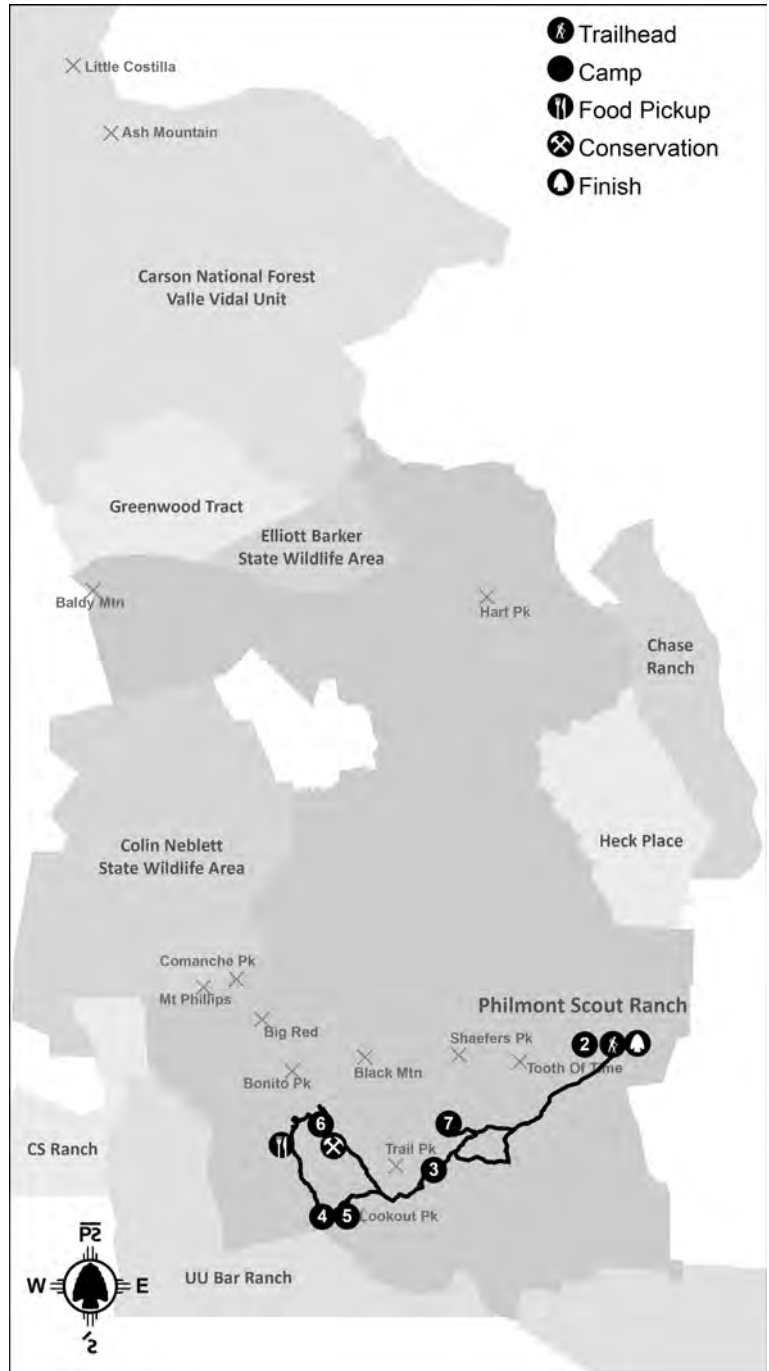 Little Costilla
Ash Mountain
Trailhead
Camp
Food Pickup
Conservation
Finish
Carson National Forest
Valle Vidal Unit
Greenwood Tract
Elliott Barker
State Wildlife Area
Baldy Mtn
Hart Pk
Chase
Ranch
Heck Place
Colin Neblett
State Wildlife Area
Comanche Pk
Mt Phillips
Big Red
Bonito Pk
Black Mtn
Shaefers Pk
Philmont Scout Ranch
Tooth Of Time
2
7
6
Trail Pk
3
4
5
Lookout Pk
CS Ranch
UU Bar Ranch
W
E